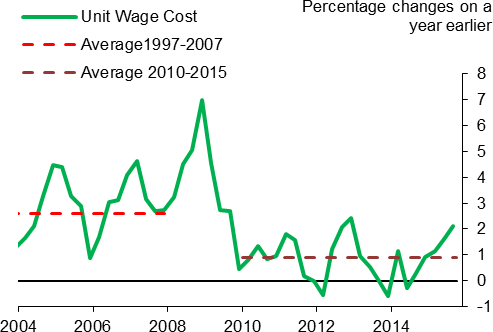 Unit Wage Cost
Average1997-2007
Average 2010-2015
Percentage changes on a
year earlier
8
7
6
5
4
3
2
1
0
-1
2004 2006 2008 2010 2012 2014